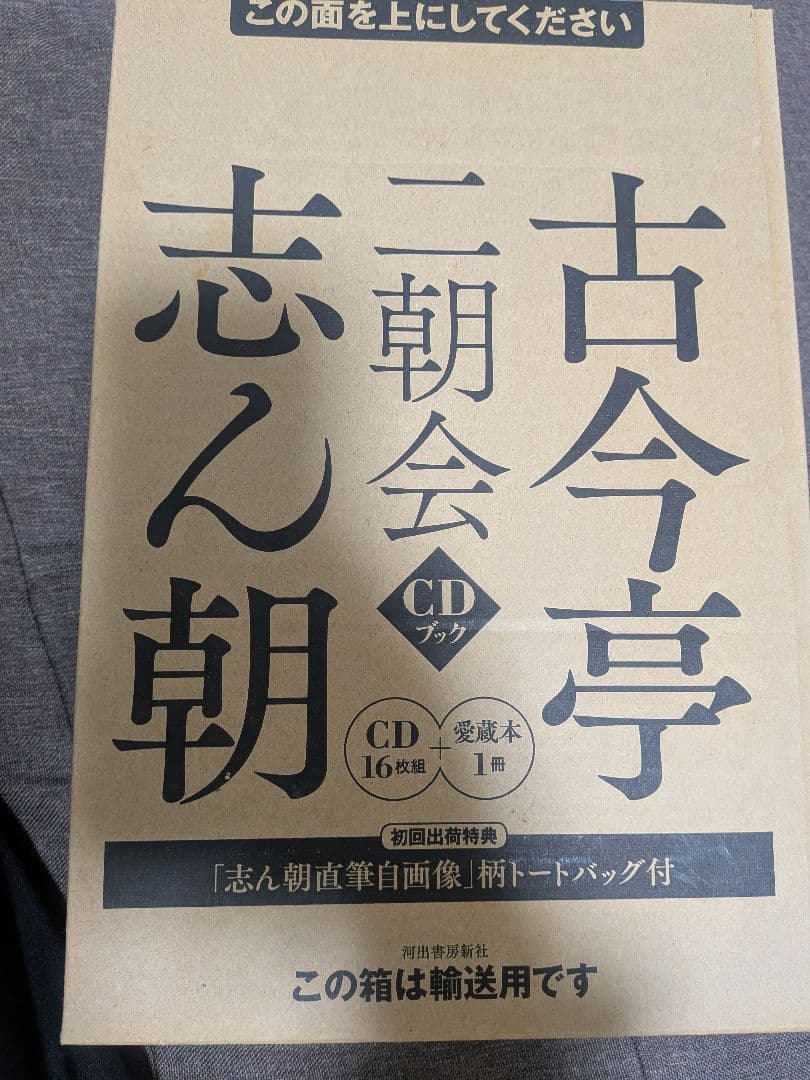 この面を上にしてください
古今亭
志ん朝
二朝会
CD
ブック
CD
16枚組
+
愛蔵本
1冊
初回出荷特典
「志ん朝直筆自画像」柄トートバッグ付
河出書房新社
この箱は輸送用です